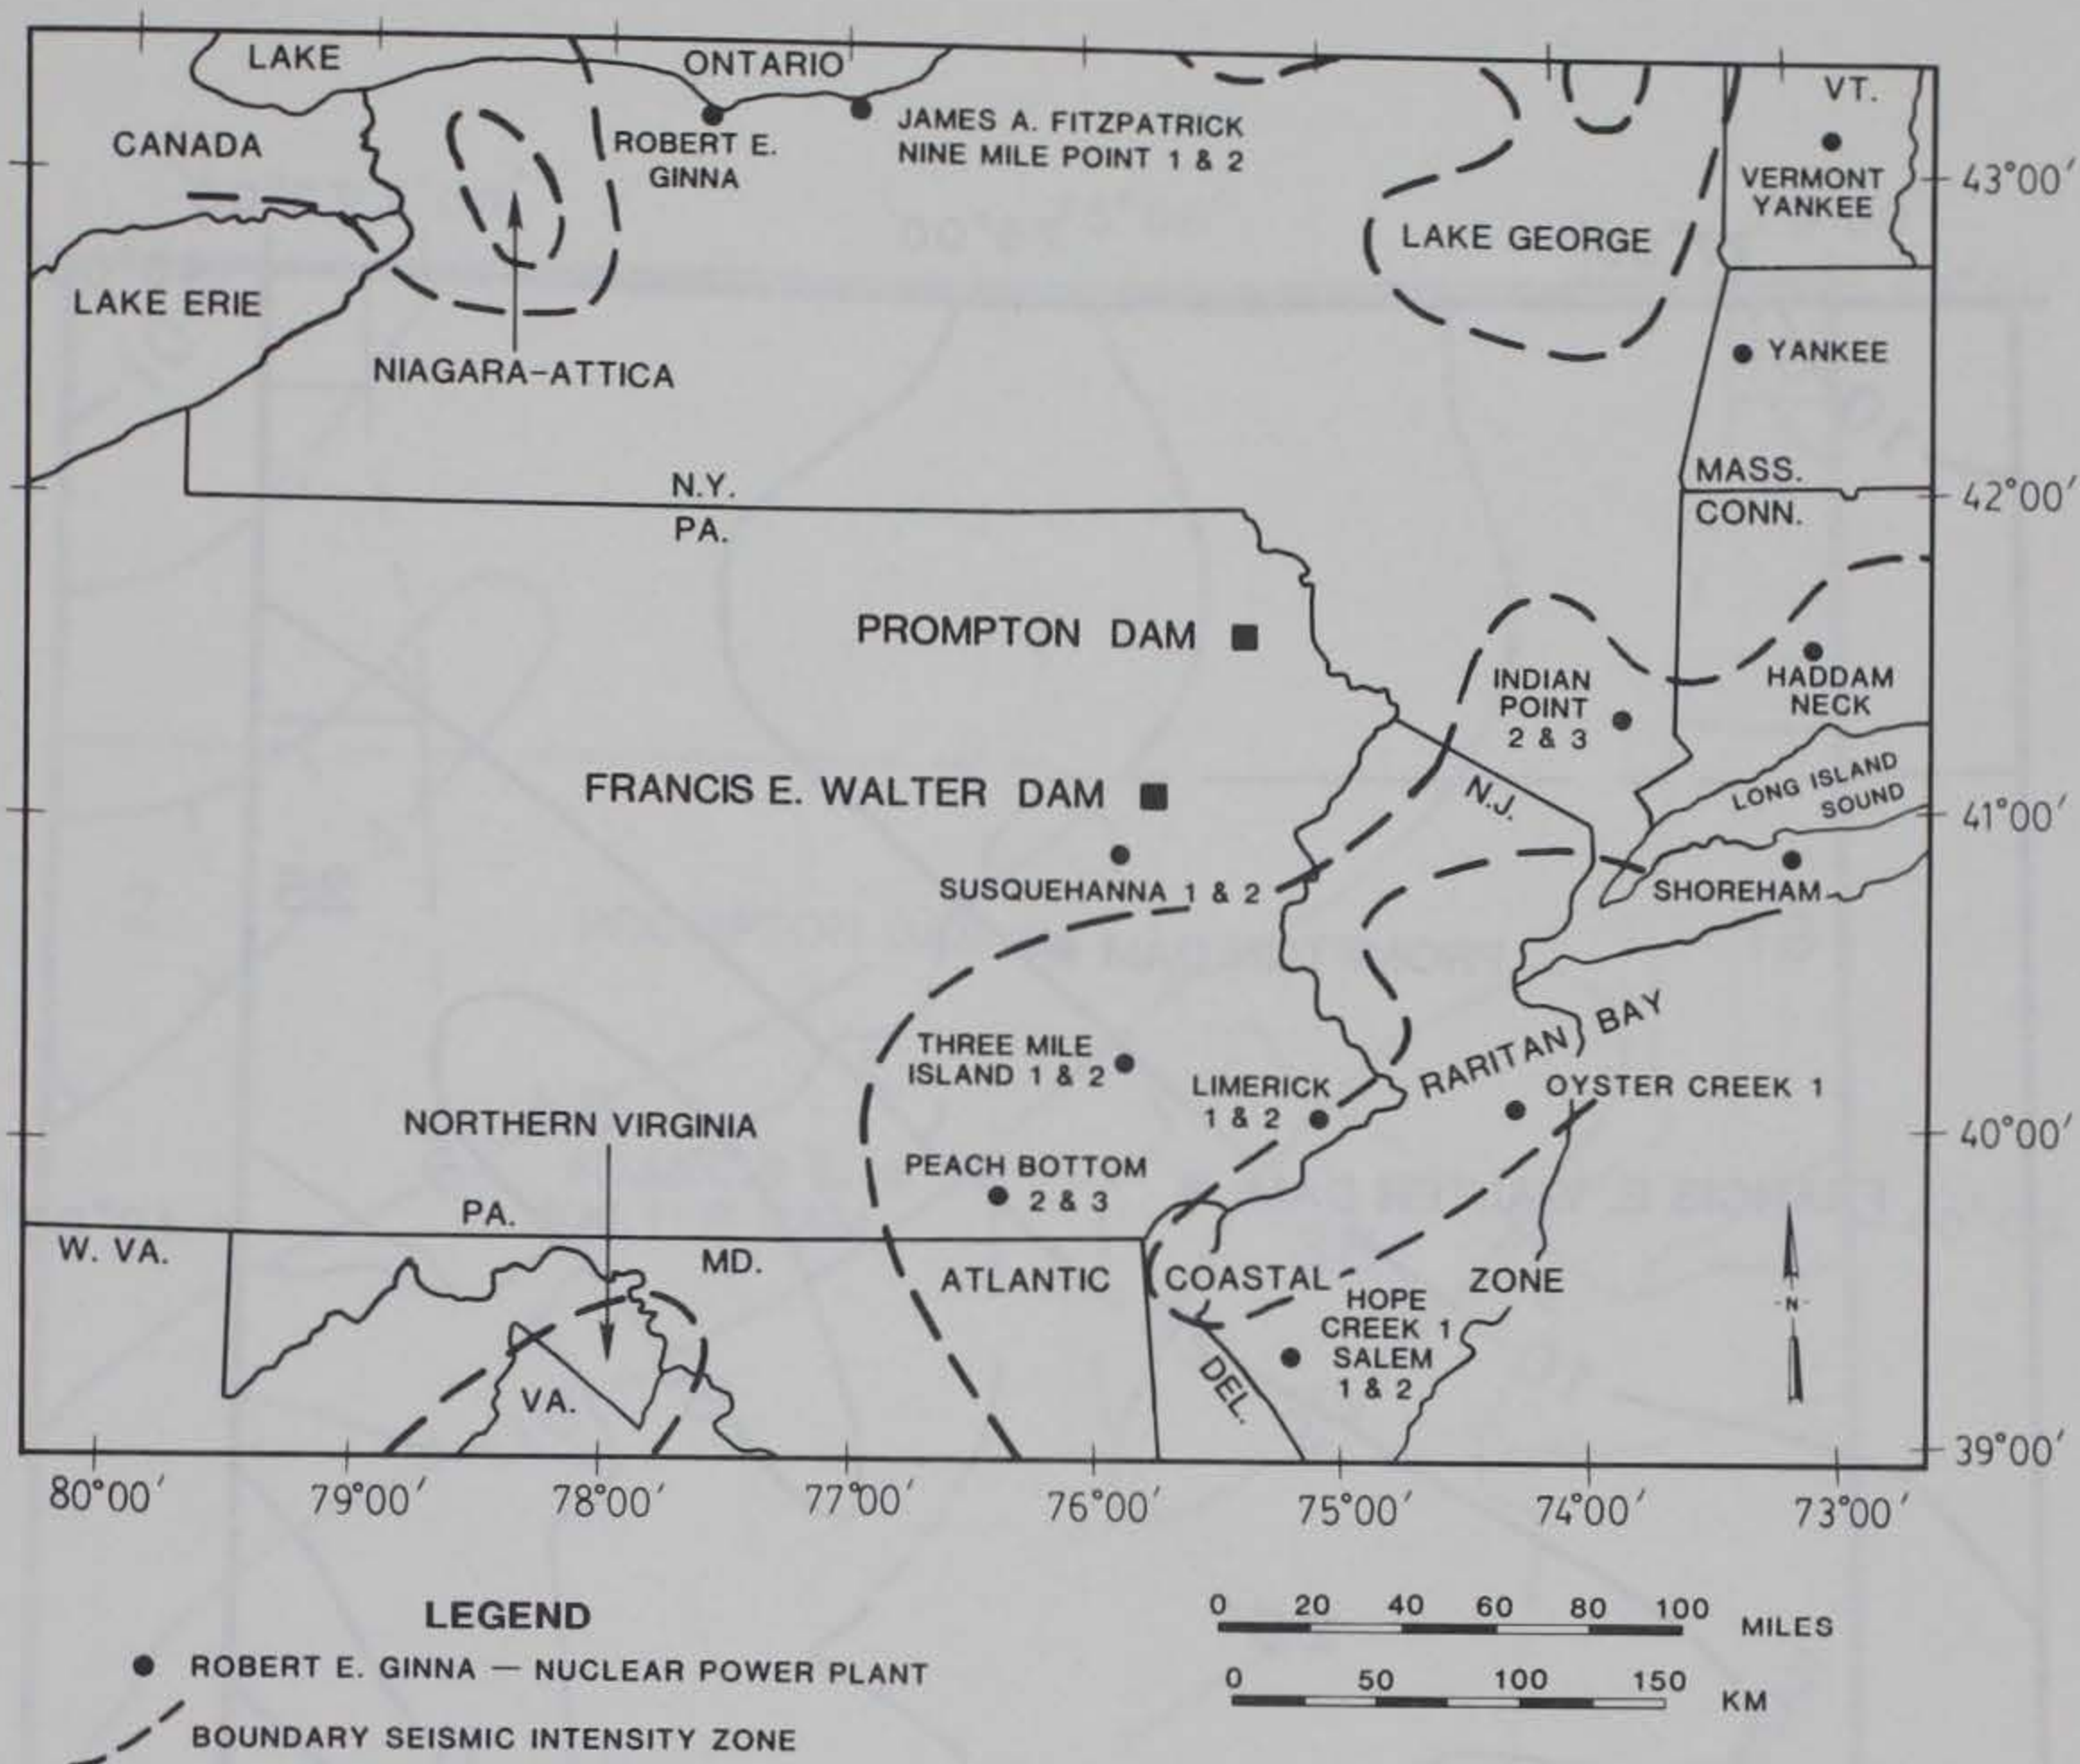 LAKE
ONTARIO
VT.
CANADA
ROBERT E.
GINNA
JAMES A. FITZPATRICK
NINE MILE POINT 1 & 2
VERMONT
YANKEE
43°00′
LAKE GEORGE
LAKE ERIE
NIAGARA-ATTICA
YANKEE
N.Y.
PA.
MASS.
CONN.
42°00′
PROMPTON DAM
INDIAN
POINT
2 & 3
HADDAM
NECK
FRANCIS E. WALTER DAM
N.J.
LONG ISLAND
SOUND
41°00′
SUSQUEHANNA 1 & 2
SHOREHAM
THREE MILE
ISLAND 1 & 2
LIMERICK
1 & 2
RARITAN BAY
OYSTER CREEK 1
NORTHERN VIRGINIA
40°00′
PEACH BOTTOM
2 & 3
PA.
W. VA.
MD.
ATLANTIC COASTAL ZONE
HOPE
CREEK 1
SALEM
1 & 2
DEL.
VA.
N
39°00′
80°00′ 79°00′ 78°00′ 77°00′ 76°00′ 75°00′ 74°00′ 73°00′
LEGEND
0 20 40 60 80 100 MILES
ROBERT E. GINNA — NUCLEAR POWER PLANT
0 50 100 150 KM
BOUNDARY SEISMIC INTENSITY ZONE